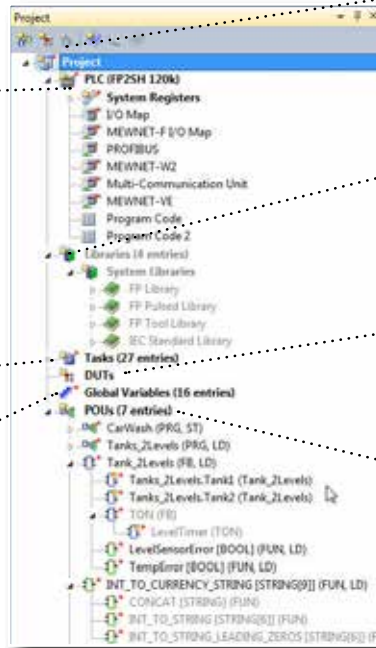 Project
Project
PLC (FP2SH 120k)
System Registers
I/O Map
MEWNET-F I/O Map
PROFIBUS
MEWNET-W2
Multi-Communication Unit
MEWNET-VE
Program Code
Program Code 2
Libraries (4 entries)
System Libraries
FP Library
FP Pulsed Library
FP Tool Library
IEC Standard Library
Tasks (27 entries)
DUTs
Global Variables (16 entries)
POUs (7 entries)
CarWash (PRG, ST)
Tanks_2Levels (PRG, LD)
Tank_2Levels (FB, LD)
Tanks_2Levels.Tank1 (Tank_2Levels)
Tanks_2Levels.Tank2 (Tank_2Levels)
TON (FB)
LevelTimer (TON)
LevelSensorError [BOOL] (FUN, LD)
TempError [BOOL] (FUN, LD)
INT_TO_CURRENCY_STRING [STRING[9]] (FUN, LD)
CONCAT [STRING] (FUN)
INT_TO_STRING [STRING[6]] (FUN)
INT_TO_STRING_LEADING_ZEROS [STRING[6]] (F